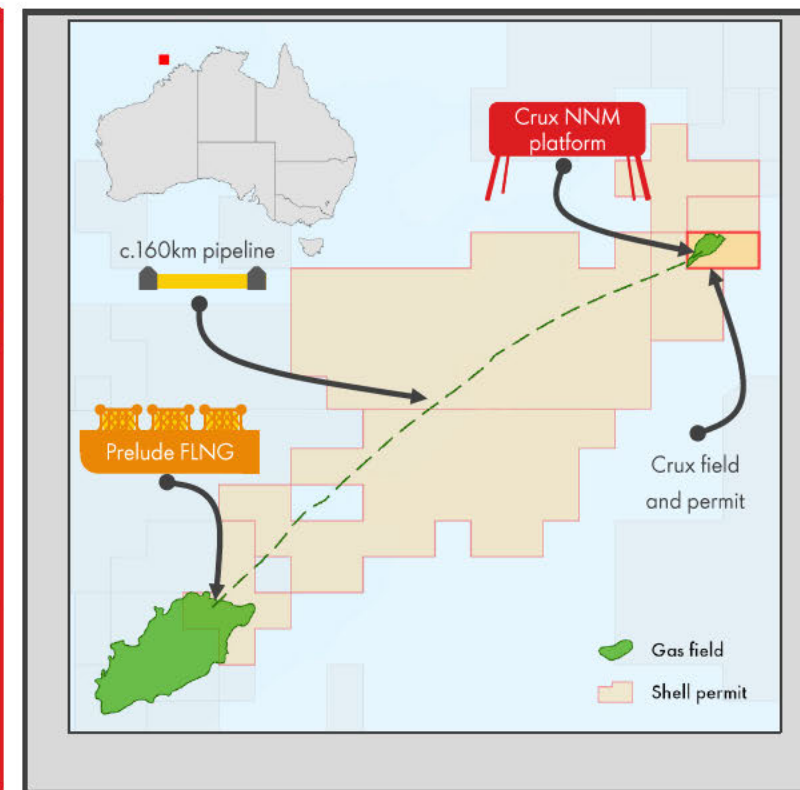 Crux NNM
platform
c.160km pipeline
Prelude FLNG
Crux field
and permit
Gas field
Shell permit